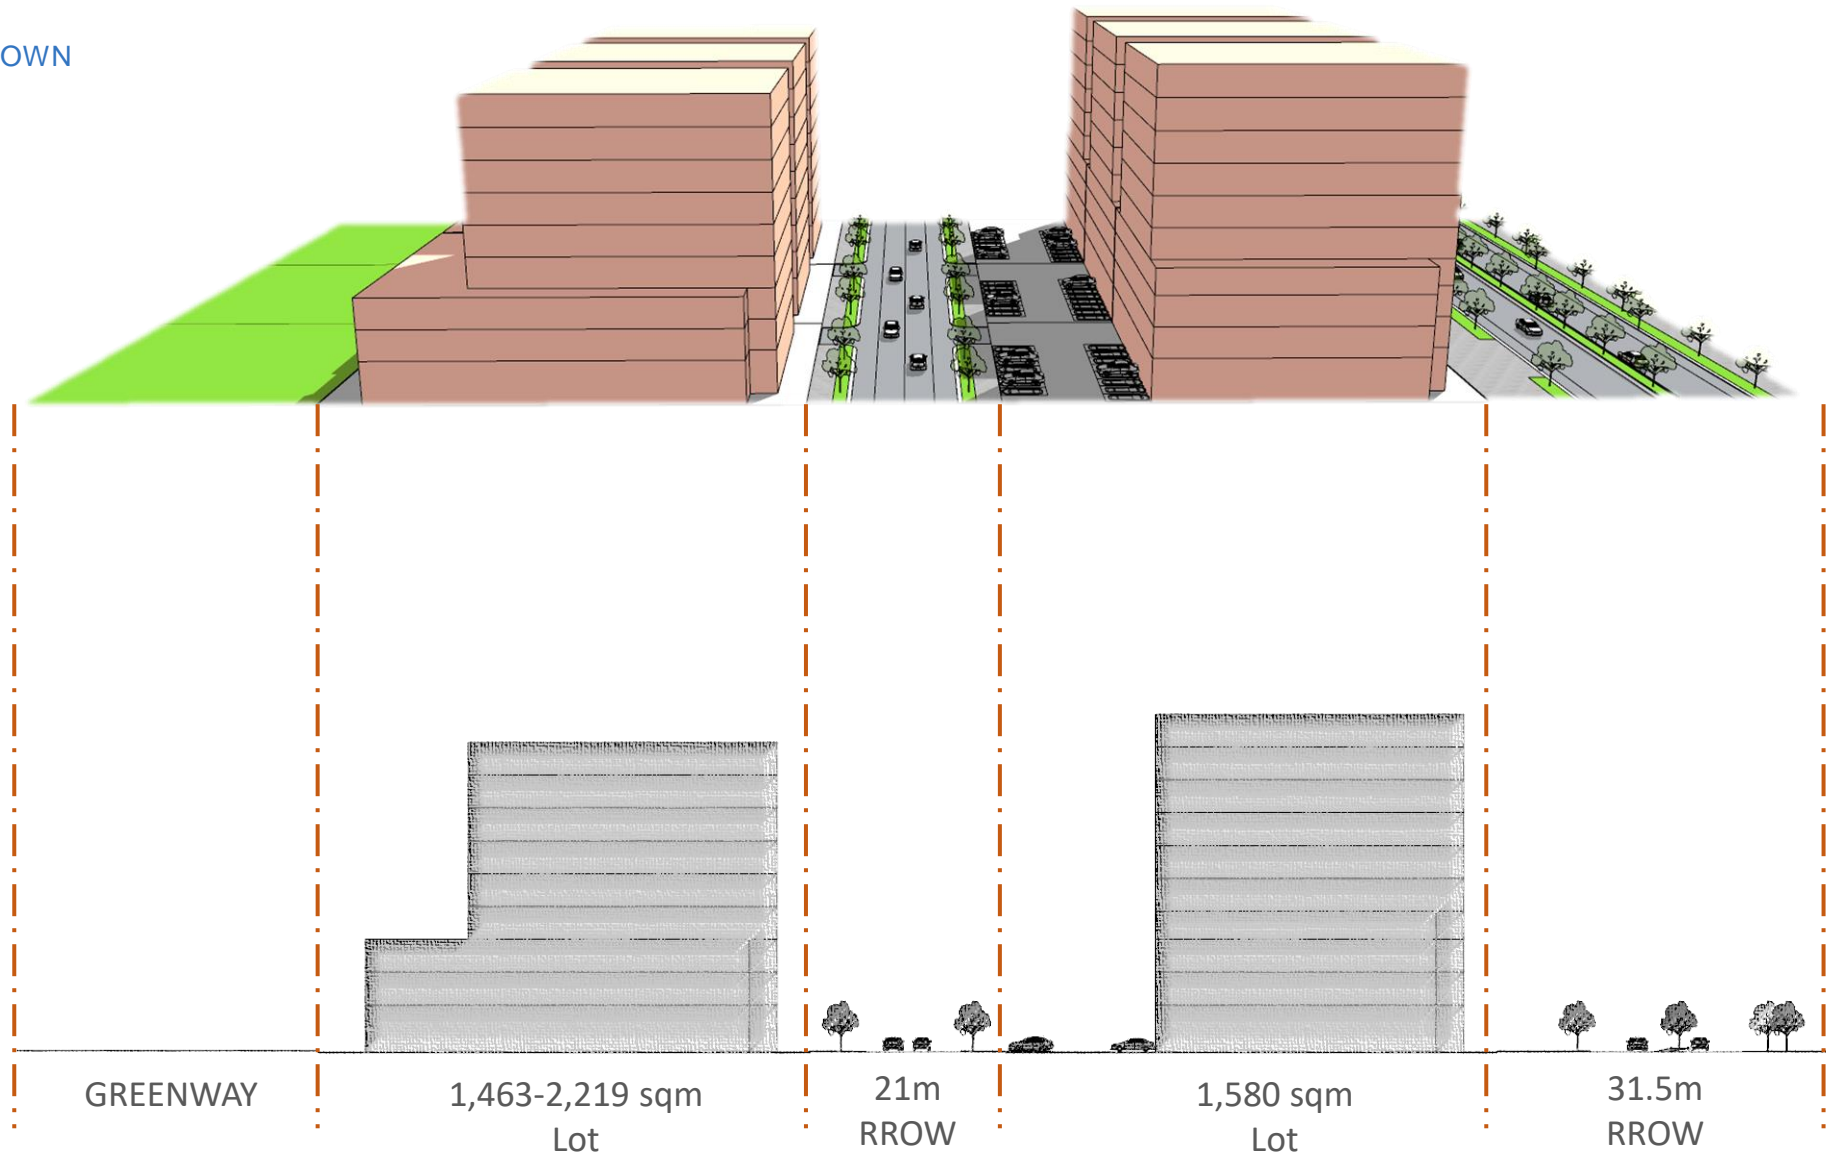 OWN
GREENWAY
1,463-2,219 sqm
Lot
21m
RROW
1,580 sqm
Lot
31.5m
RROW